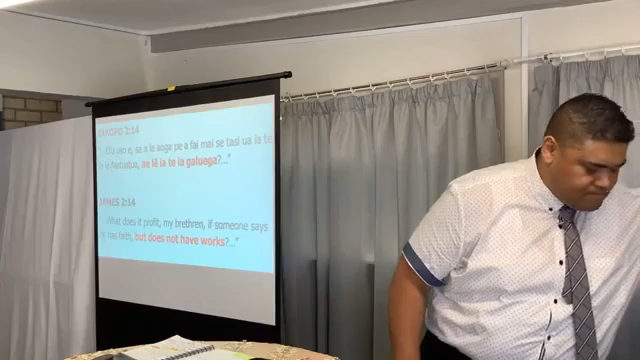 IAKOPO 2:14
uso e, se a le aoga pe a fai mai se tasi ua ia te
ia le faatuatua, ae lē ia te ia galuega?..."
JAMES 2:14
"What does it profit, my brethren, if someone says
he has faith, but does not have works?..."